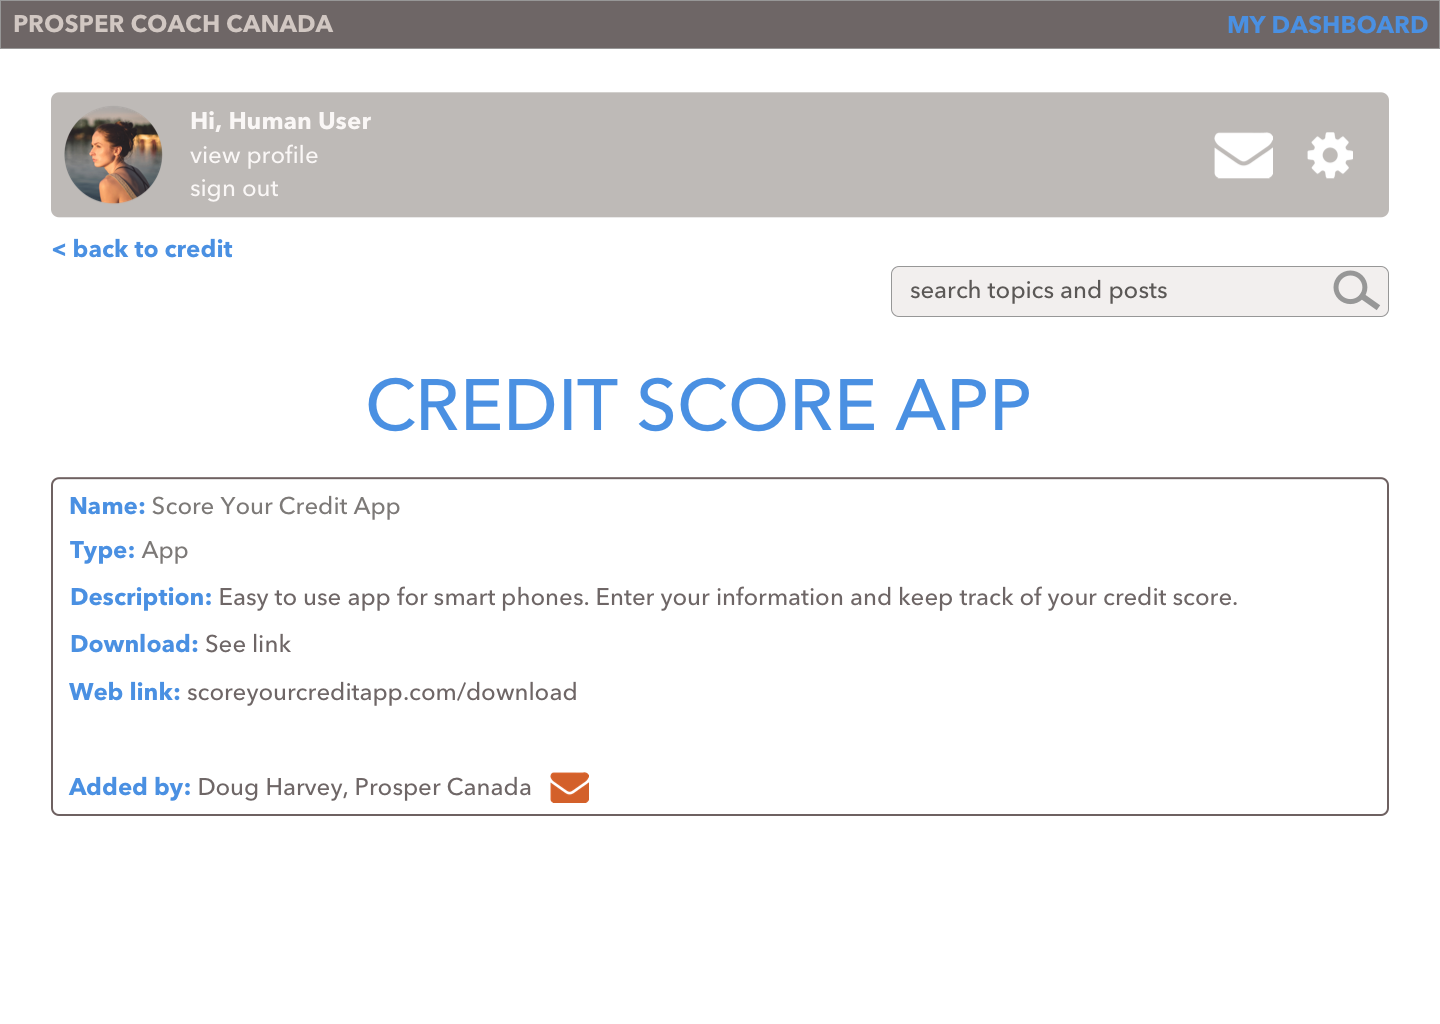 PROSPER COACH CANADA
MY DASHBOARD
Hi, Human User
view profile
sign out
< back to credit
search topics and posts
CREDIT SCORE APP
Name: Score Your Credit App
Type: App
Description: Easy to use app for smart phones. Enter your information and keep track of your credit score.
Download: See link
Web link: scoreyourcreditapp.com/download
Added by: Doug Harvey, Prosper Canada